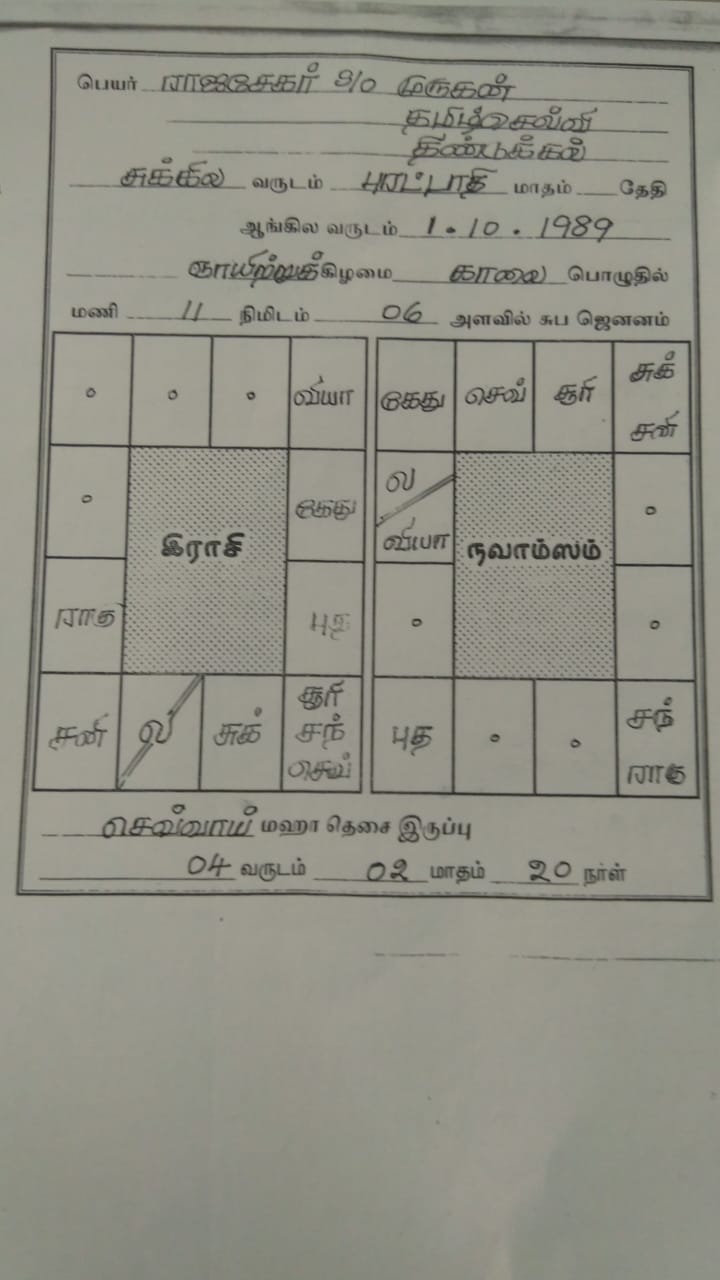 பெயர் ராஜசேகர் S/O முருகன்
தமிழ்செல்வி
திண்டுக்கல்
சுக்கில வருடம் புரட்டாதி மாதம் தேதி
ஆங்கில வருடம் 1.10.1989
ஞாயிற்றுக்கிழமை காலை பொழுதில்
மணி 11 நிமிடம் 06 அளவில் சுப ஜெனனம்
வியா கேது செவ் சூரி சுக்
சனி
கேது ல
வியா
இராசி நவாம்ஸம்
ராகு புத
சனி ல சுக் சூரி புத சந்
சந் ராகு
செவ்
செவ்வாய் மஹா தெசை இருப்பு
04 வருடம் 02 மாதம் 20 நாள்